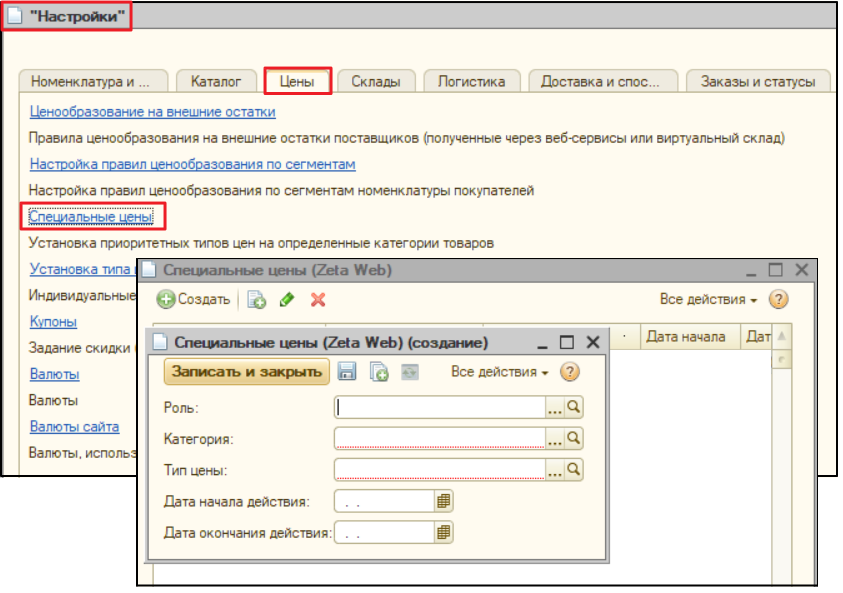 "Настройки"
Номенклатура и ... Каталог Цены Склады Логистика Доставка и спос... Заказы и статусы
Ценообразование на внешние остатки
Правила ценообразования на внешние остатки поставщиков (полученные через веб-сервисы или виртуальный склад)
Настройка правил ценообразования по сегментам
Настройка правил ценообразования по сегментам номенклатуры покупателей
Специальные цены
Установка приоритетных типов цен на определенные категории товаров
Установка типа
Индивидуальные
Купоны
Задание скидки
Валюты
Валюты
Валюты сайта
Валюты, использ
Специальные цены (Zeta Web)
Создать Все действия ?
Дата начала Дат
Специальные цены (Zeta Web) (создание)
Записать и закрыть Все действия ?
Роль: ...
Категория: ...
Тип цены: ...
Дата начала действия: . .
Дата окончания действия: . .